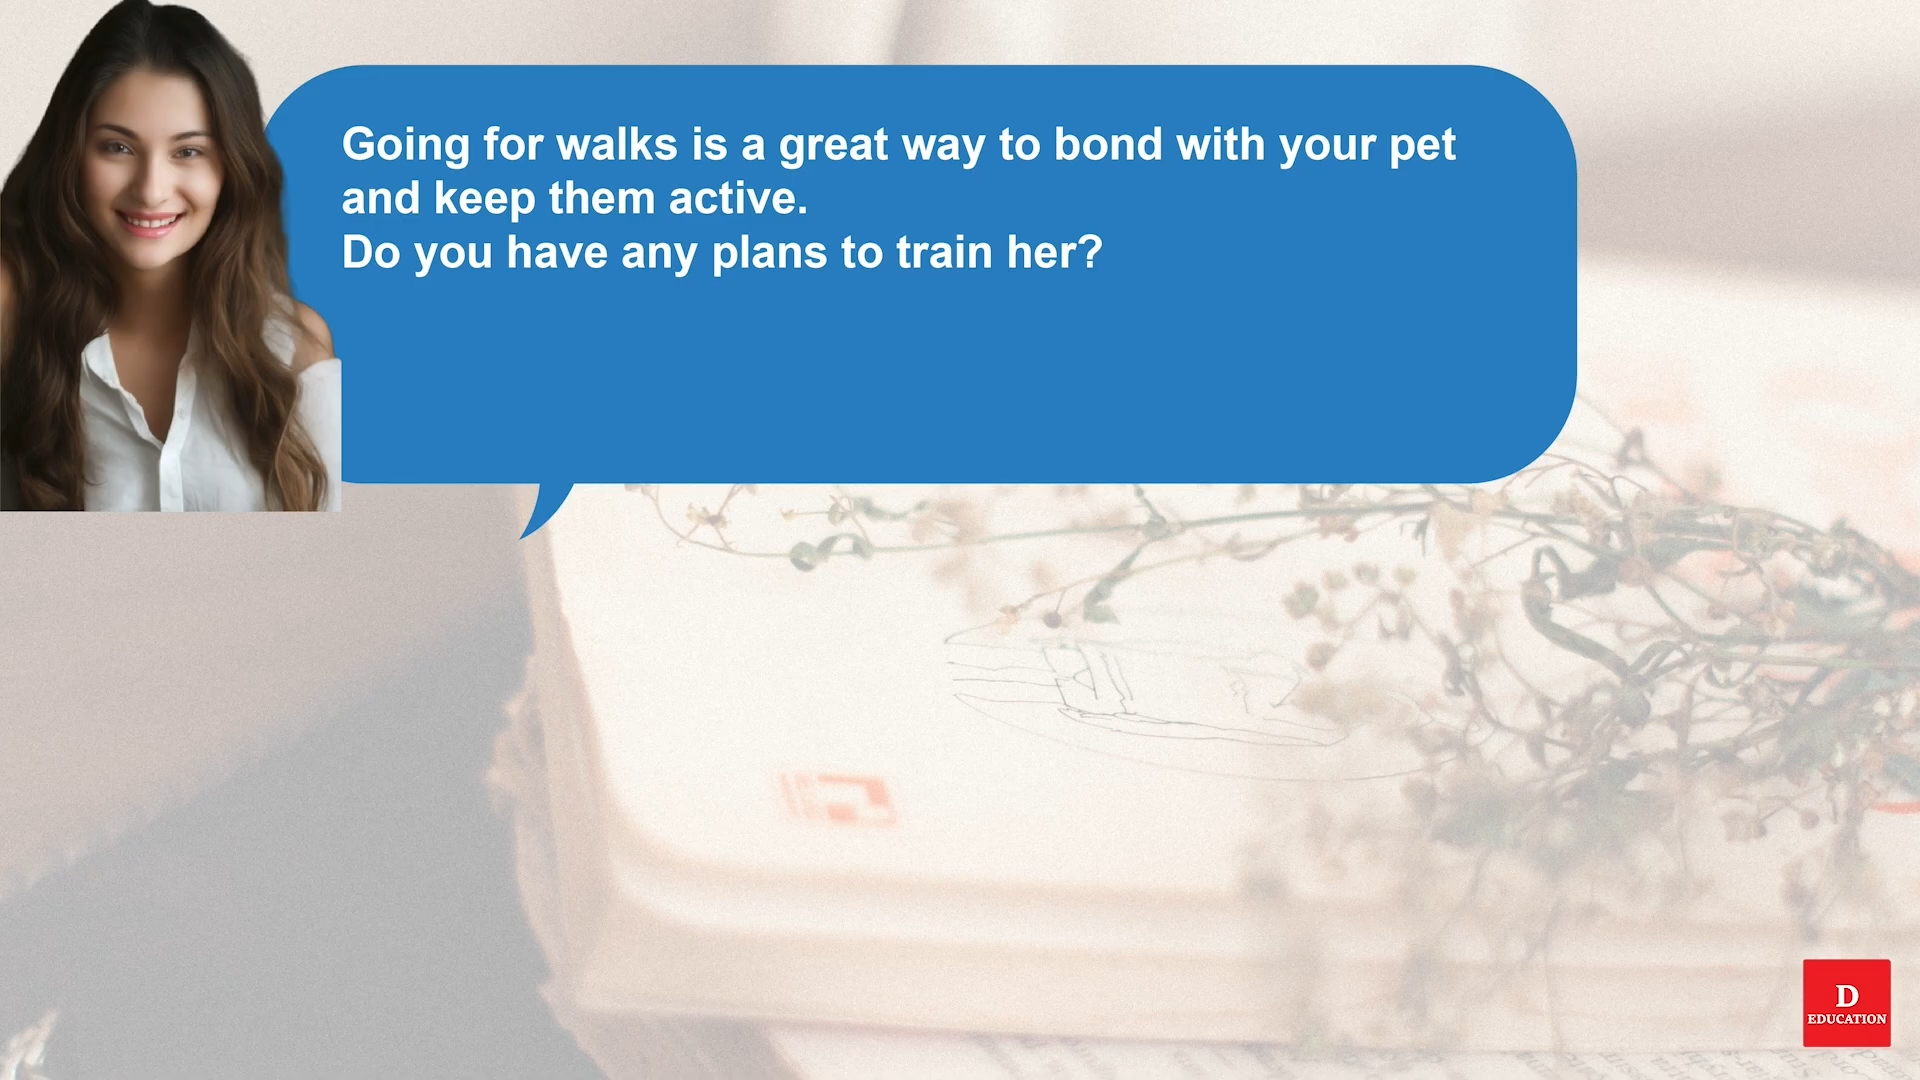 Going for walks is a great way to bond with your pet
and keep them active.
Do you have any plans to train her?
D
EDUCATION